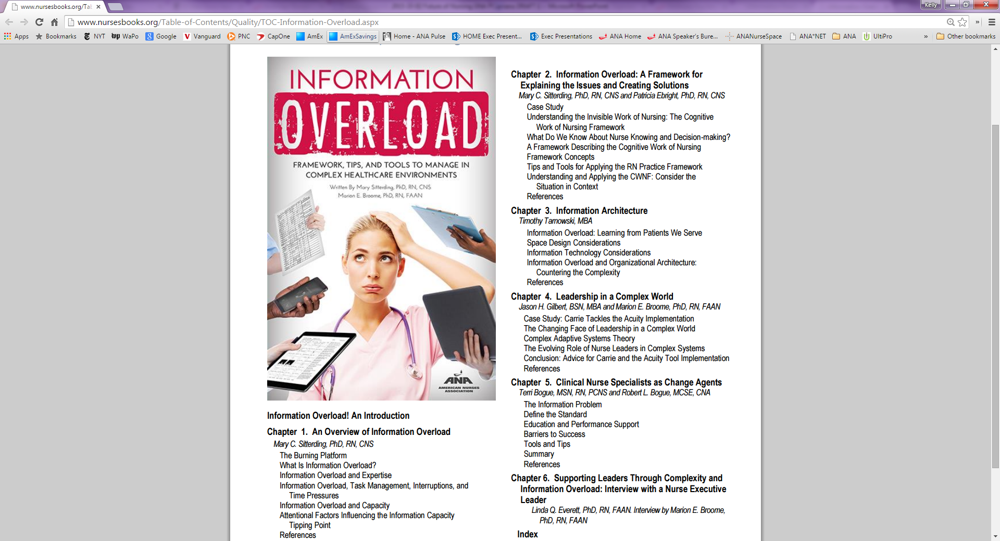 www.nursesbooks.org/Tab
Kelly
www.nursesbooks.org/Table-of-Contents/Quality/TOC-Information-Overload.aspx
Apps
Bookmarks
NYT
wp WaPo
Google
Vanguard
PNC
CapOne
AmEx
AmExSavings
Home - ANA Pulse
HOME Exec Present...
Exec Presentations
ANA Home
ANA Speaker's Bure...
ANANurseSpace
ANA*NET
ANA
UltiPro
»
Other bookmarks
INFORMATION
OVERLOAD
FRAMEWORK, TIPS, AND TOOLS TO MANAGE IN
COMPLEX HEALTHCARE ENVIRONMENTS
Written By Mary Sitterding, PhD, RN, CNS
Marion E. Broome, PhD, RN, FAAN
ANA
AMERICAN NURSES
ASSOCIATION
Information Overload! An Introduction
Chapter 1. An Overview of Information Overload
Mary C. Sitterding, PhD, RN, CNS
The Burning Platform
What Is Information Overload?
Information Overload and Expertise
Information Overload, Task Management, Interruptions, and
Time Pressures
Information Overload and Capacity
Attentional Factors Influencing the Information Capacity
Tipping Point
References
Chapter 2. Information Overload: A Framework for
Explaining the Issues and Creating Solutions
Mary C. Sitterding, PhD, RN, CNS and Patricia Ebright, PhD, RN, CNS
Case Study
Understanding the Invisible Work of Nursing: The Cognitive
Work of Nursing Framework
What Do We Know About Nurse Knowing and Decision-making?
A Framework Describing the Cognitive Work of Nursing
Framework Concepts
Tips and Tools for Applying the RN Practice Framework
Understanding and Applying the CWNF: Consider the
Situation in Context
References
Chapter 3. Information Architecture
Timothy Tarnowski, MBA
Information Overload: Learning from Patients We Serve
Space Design Considerations
Information Technology Considerations
Information Overload and Organizational Architecture:
Countering the Complexity
References
Chapter 4. Leadership in a Complex World
Jason H. Gilbert, BSN, MBA and Marion E. Broome, PhD, RN, FAAN
Case Study: Carrie Tackles the Acuity Implementation
The Changing Face of Leadership in a Complex World
Complex Adaptive Systems Theory
The Evolving Role of Nurse Leaders in Complex Systems
Conclusion: Advice for Carrie and the Acuity Tool Implementation
References
Chapter 5. Clinical Nurse Specialists as Change Agents
Terri Bogue, MSN, RN, PCNS and Robert L. Bogue, MCSE, CNA
The Information Problem
Define the Standard
Education and Performance Support
Barriers to Success
Tools and Tips
Summary
References
Chapter 6. Supporting Leaders Through Complexity and
Information Overload: Interview with a Nurse Executive
Leader
Linda Q. Everett, PhD, RN, FAAN. Interview by Marion E. Broome,
PhD, RN, FAAN
Index